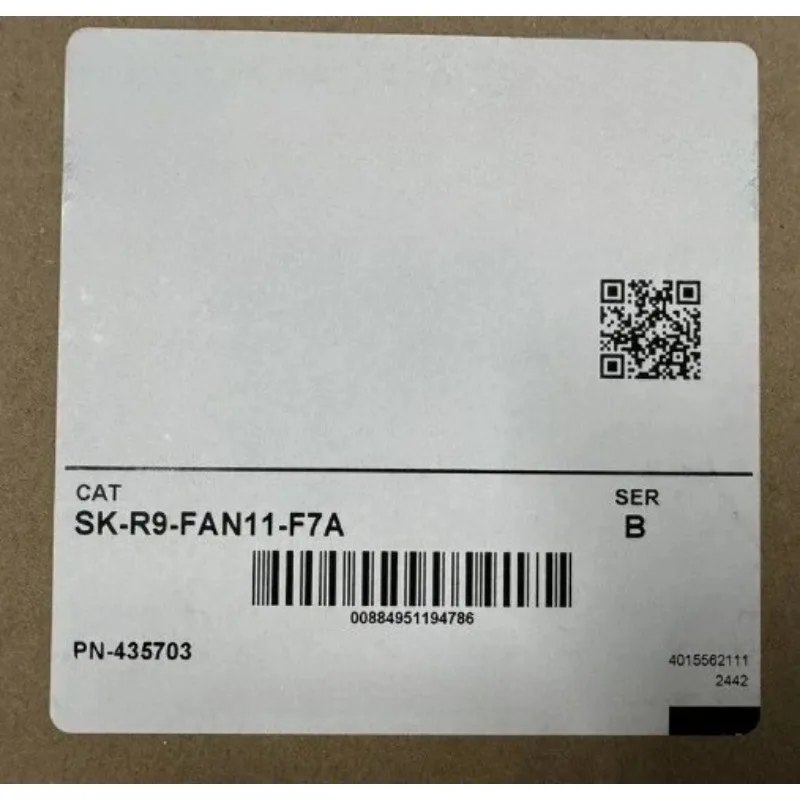 CAT
SER
SK-R9-FAN11-F7A
B
00884951194786
PN-435703
4015562111
2442